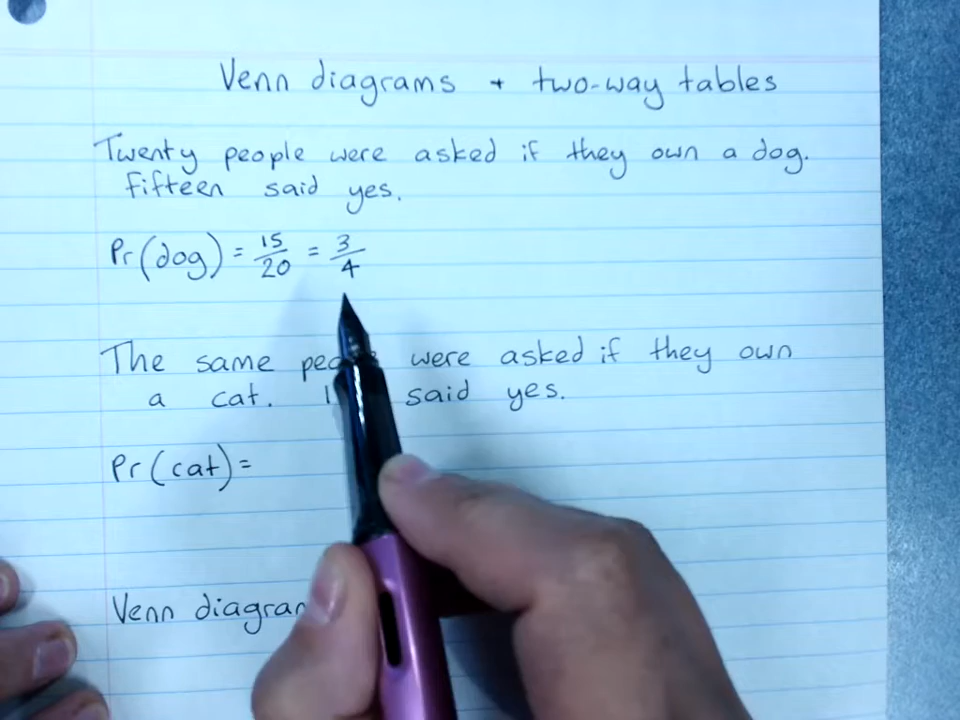 Venn diagrams + two-way tables
Twenty people were asked if they own a dog.
Fifteen said yes.
Pr(dog) = 15/20 = 3/4
The same were asked if they own
a cat. said yes.
Pr(cat) =
Venn